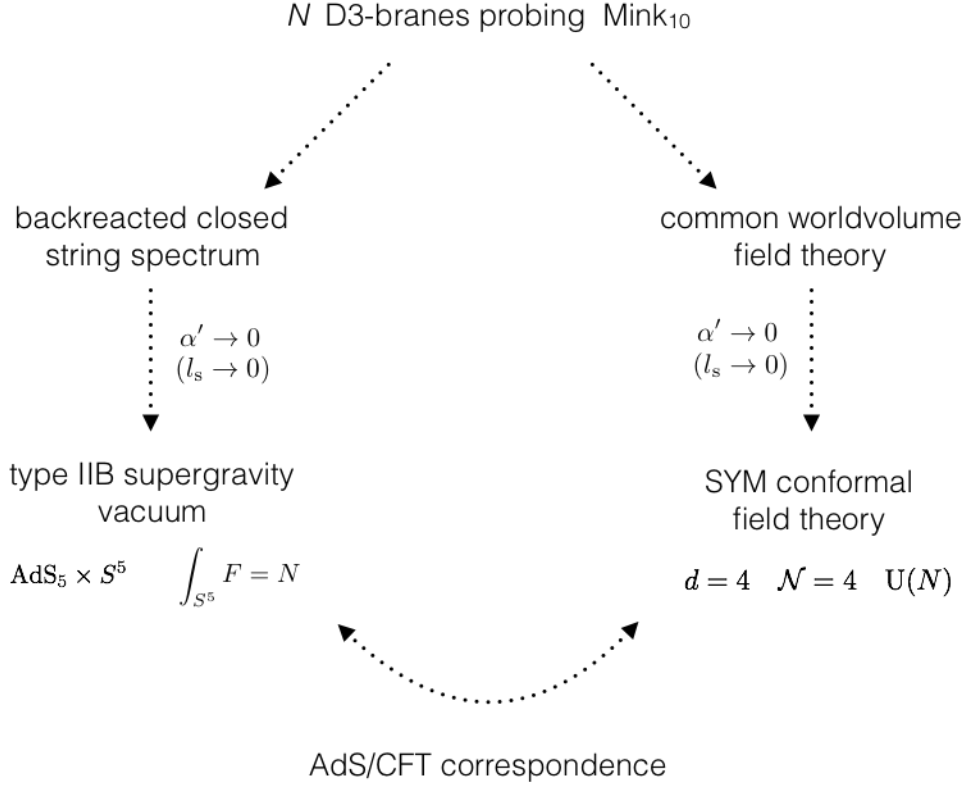 N D3-branes probing Mink₁₀
backreacted closed
string spectrum
common worldvolume
field theory
α′ → 0
(lₛ → 0)
α′ → 0
(lₛ → 0)
type IIB supergravity
vacuum
AdS₅ × S⁵ ∫_{S⁵} F = N
SYM conformal
field theory
d = 4 𝒩 = 4 U(N)
AdS/CFT correspondence